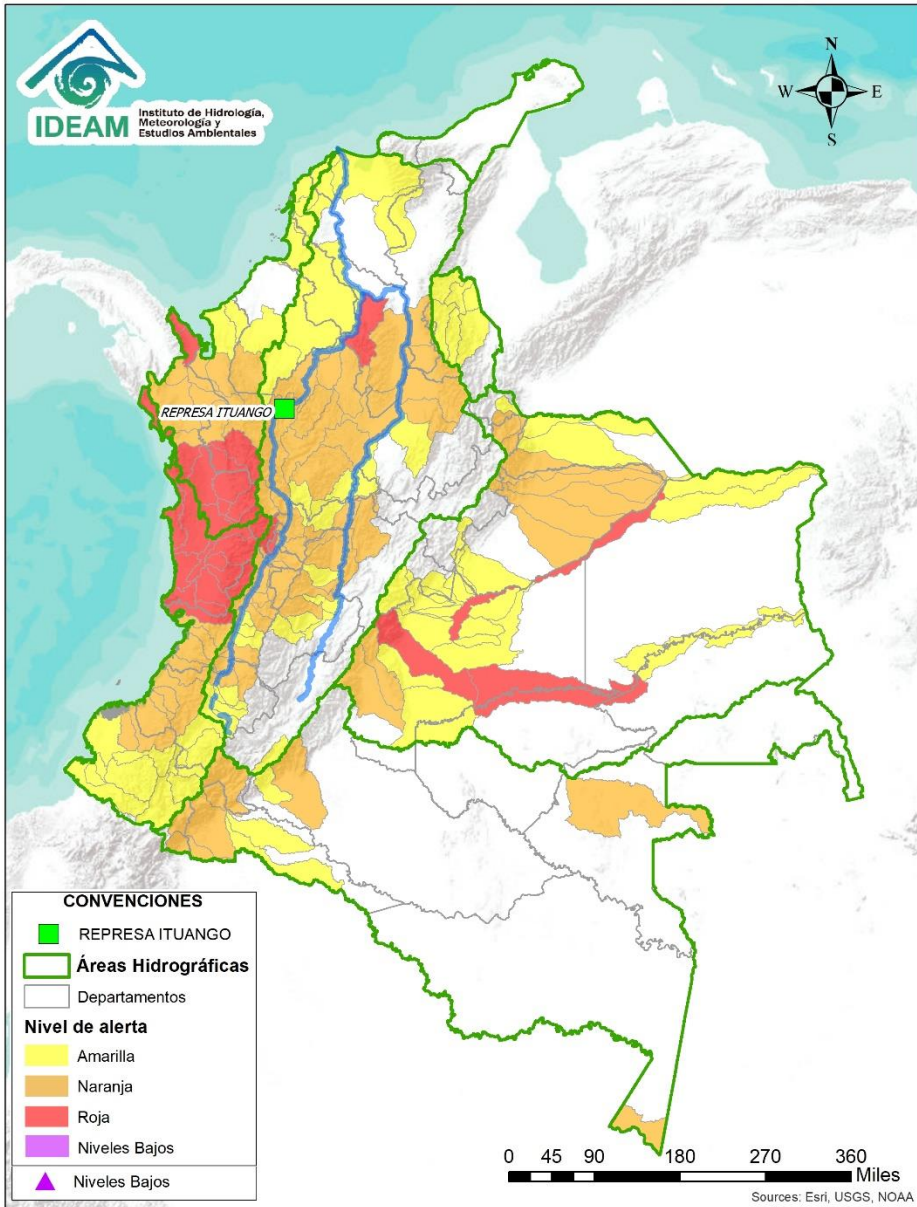 IDEAM
Instituto de Hidrología,
Meteorología y
Estudios Ambientales
N
W
E
S
REPRESA ITUANGO
CONVENCIONES
REPRESA ITUANGO
Áreas Hidrográficas
Departamentos
Nivel de alerta
Amarilla
Naranja
Roja
Niveles Bajos
Niveles Bajos
0 45 90 180 270 360
Miles
Sources: Esri, USGS, NOAA